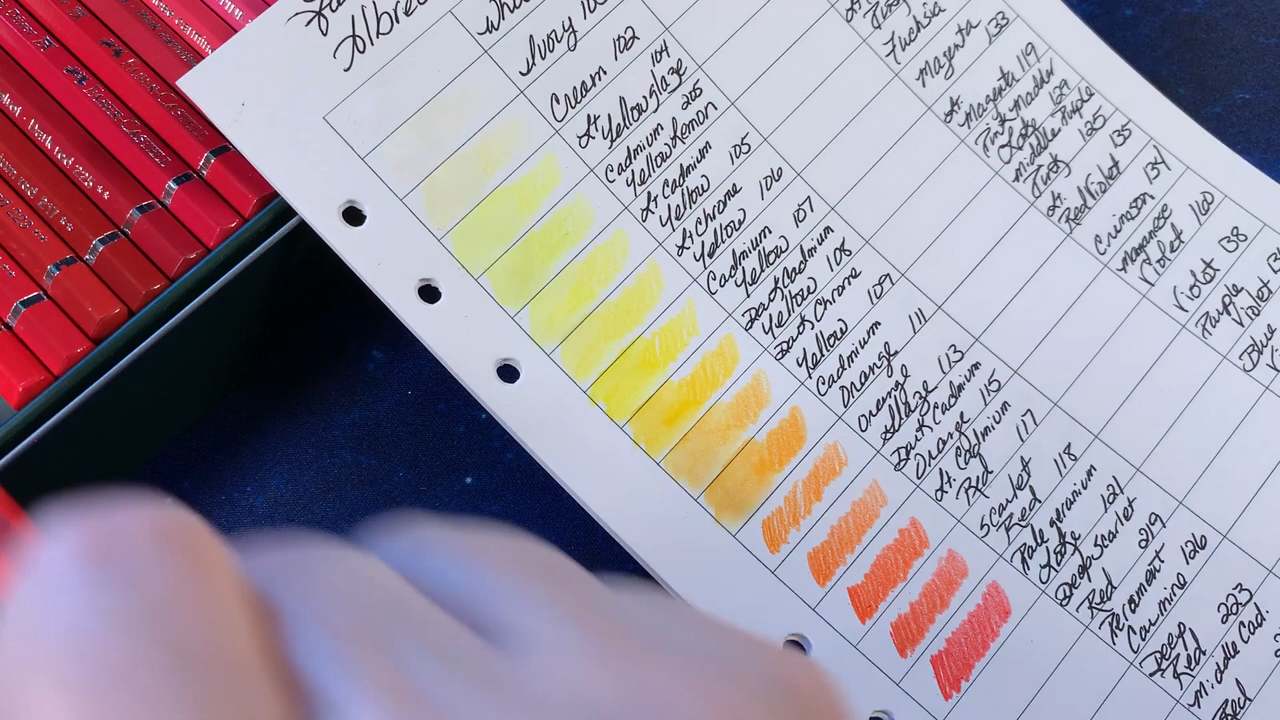 Albre
Ivory
Cream 102
104
Lt Yellow glaze
205
Cadmium
Yellow Lemon
105
Lt Cadmium
Yellow
106
Lt Chrome
Yellow
107
Cadmium
Yellow
108
Dark Cadmium
Yellow
109
Dark Chrome
Yellow
111
Cadmium
Orange
113
Orange
Glaze
115
Dark Cadmium
Orange
117
Lt. Cadmium
Red
118
Scarlet
Red
121
Pale geranium
Lake
219
Deep Scarlet
Red
Permanent
Carmine 126
223
Deep
Red
Middle Cad.
Red
Fuchsia
Magenta 133
Lt.
Magenta 119
Pink Madder
Lake 129
Middle Purple
Pink 125
Lt.
Red Violet 135
Crimson 134
Manganese
Violet 160
Violet 138
Purple
Violet
Blue
Dark Red 225 **